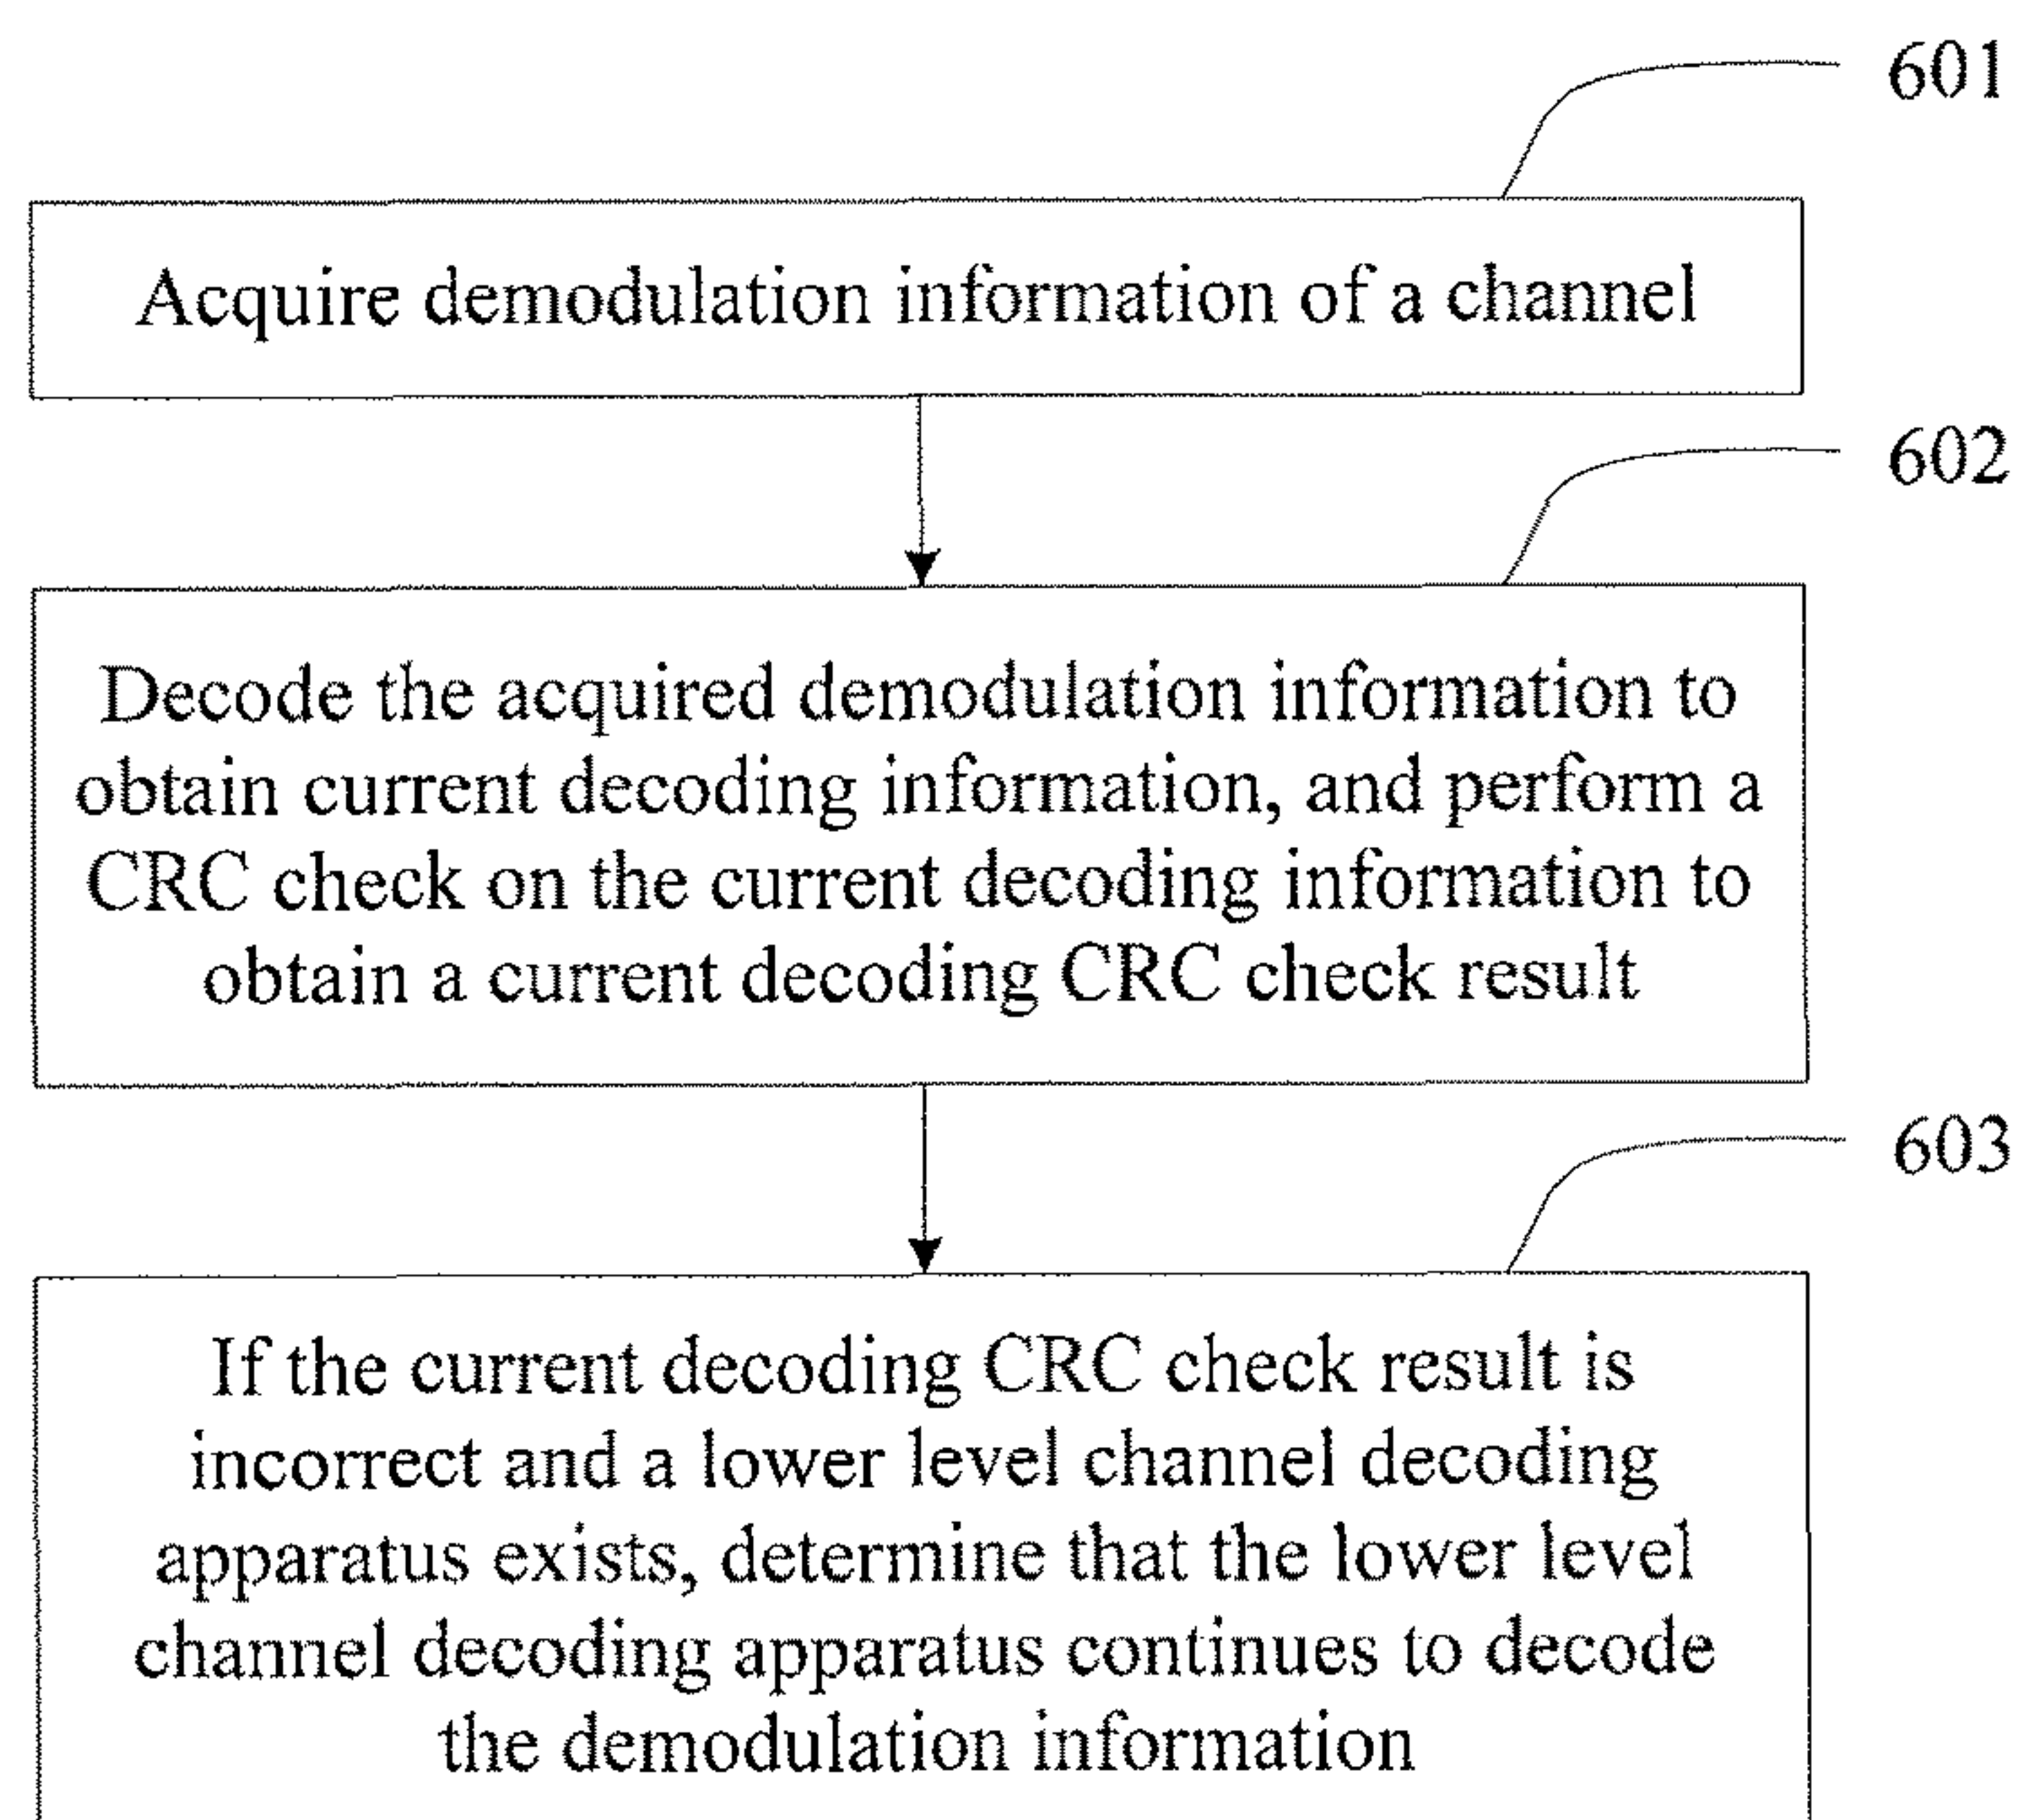 601
Acquire demodulation information of a channel
602
Decode the acquired demodulation information to
obtain current decoding information, and perform a
CRC check on the current decoding information to
obtain a current decoding CRC check result
603
If the current decoding CRC check result is
incorrect and a lower level channel decoding
apparatus exists, determine that the lower level
channel decoding apparatus continues to decode
the demodulation information